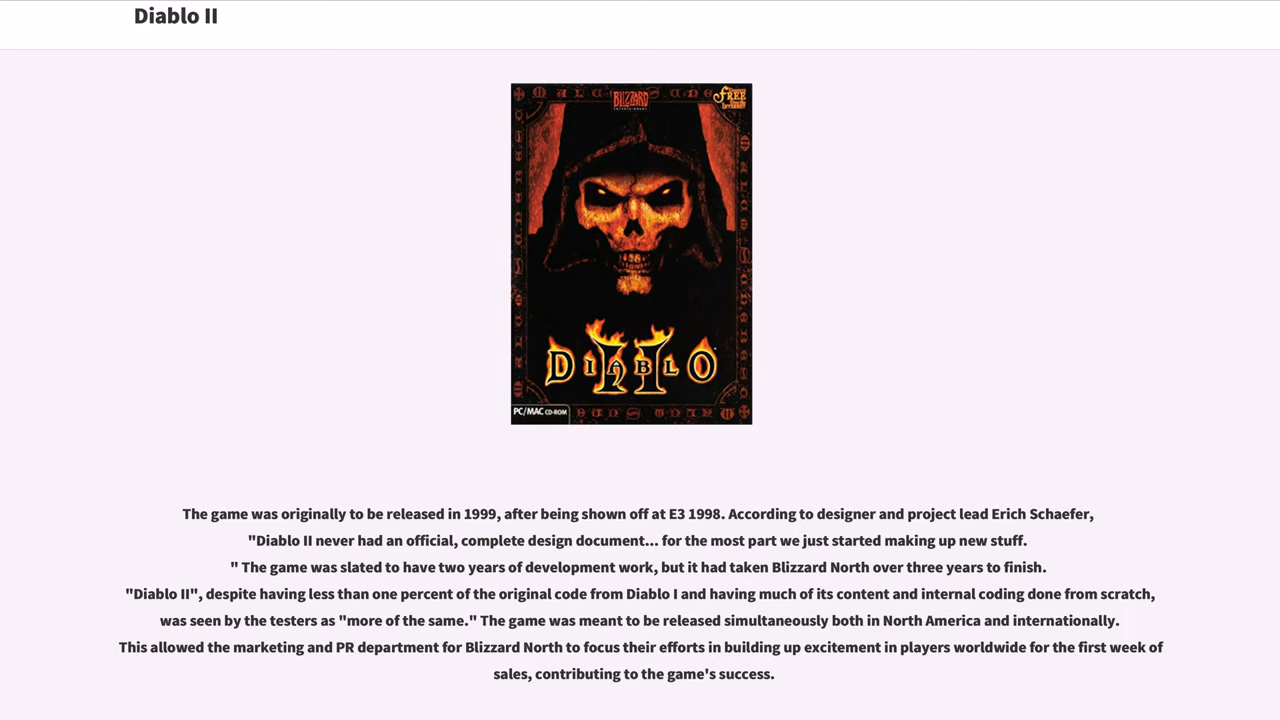 Diablo II
BLIZZARD
ENTERTAINMENT
FREE
INTERNET
DIABLO
II
PC/MAC CD-ROM
The game was originally to be released in 1999, after being shown off at E3 1998. According to designer and project lead Erich Schaefer,
"Diablo II never had an official, complete design document... for the most part we just started making up new stuff.
" The game was slated to have two years of development work, but it had taken Blizzard North over three years to finish.
"Diablo II", despite having less than one percent of the original code from Diablo I and having much of its content and internal coding done from scratch,
was seen by the testers as "more of the same." The game was meant to be released simultaneously both in North America and internationally.
This allowed the marketing and PR department for Blizzard North to focus their efforts in building up excitement in players worldwide for the first week of
sales, contributing to the game's success.